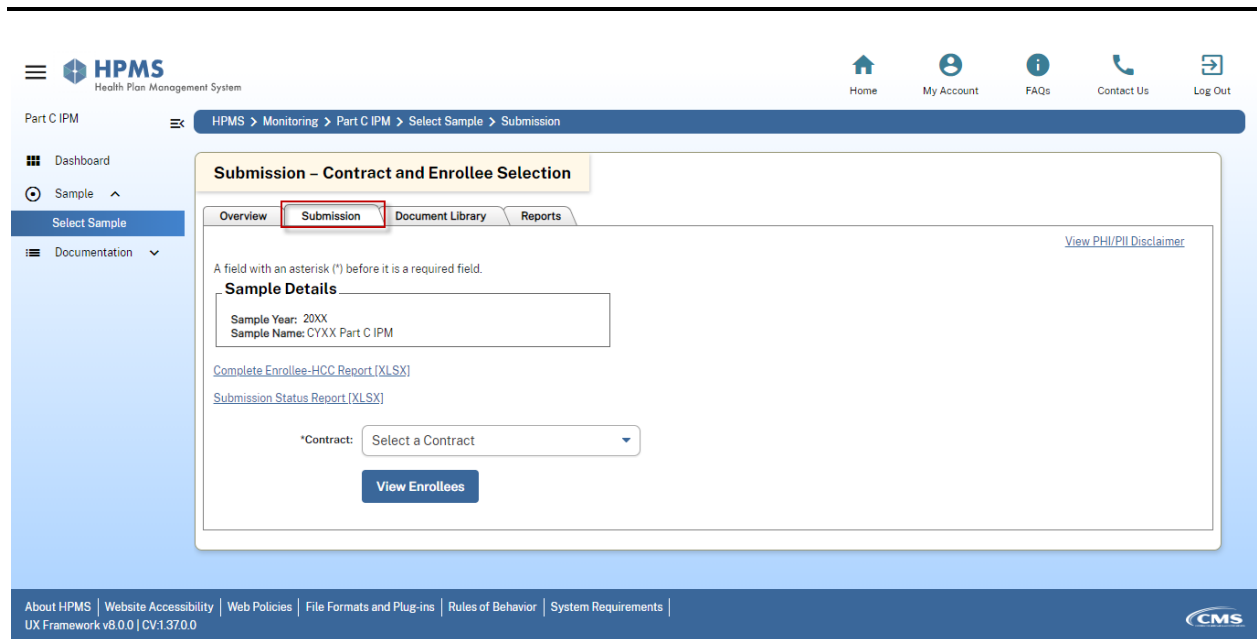 HPMS
Health Plan Management System
Home
My Account
FAQs
Contact Us
Log Out
Part C IPM
HPMS > Monitoring > Part C IPM > Select Sample > Submission
Dashboard
Sample
Select Sample
Documentation
Submission – Contract and Enrollee Selection
Overview
Submission
Document Library
Reports
View PHI/PII Disclaimer
A field with an asterisk (*) before it is a required field.
Sample Details
Sample Year: 20XX
Sample Name: CYXX Part C IPM
Complete Enrollee-HCC Report [XLSX]
Submission Status Report [XLSX]
*Contract: Select a Contract
View Enrollees
About HPMS | Website Accessibility | Web Policies | File Formats and Plug-ins | Rules of Behavior | System Requirements |
UX Framework v8.0.0 | CV:1.37.0.0
CMS